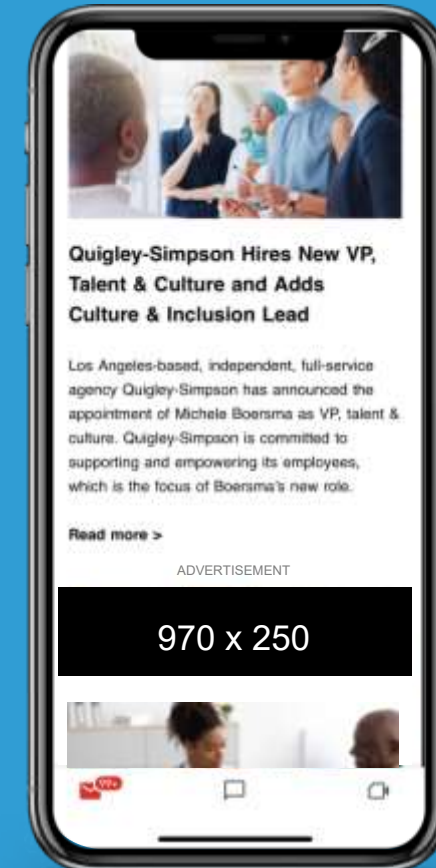 Quigley-Simpson Hires New VP,
Talent & Culture and Adds
Culture & Inclusion Lead
Los Angeles-based, independent, full-service
agency Quigley-Simpson has announced the
appointment of Michele Boersma as VP, talent &
culture. Quigley-Simpson is committed to
supporting and empowering its employees,
which is the focus of Boersma's new role.
Read more >
ADVERTISEMENT
970 x 250
99+